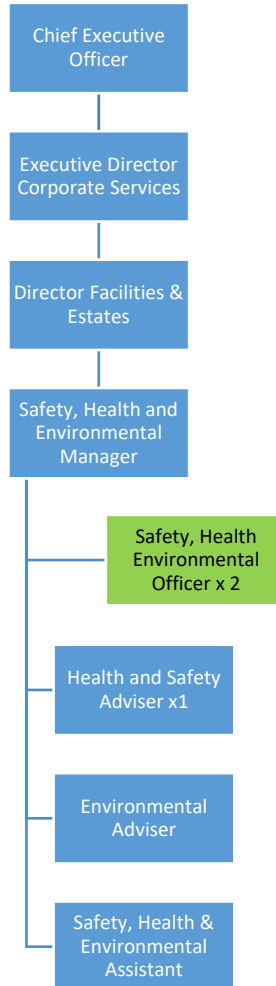 Chief Executive
Officer
Executive Director
Corporate Services
Director Facilities &
Estates
Safety, Health and
Environmental
Manager
Safety, Health
Environmental
Officer x 2
Health and Safety
Adviser x1
Environmental
Adviser
Safety, Health &
Environmental
Assistant